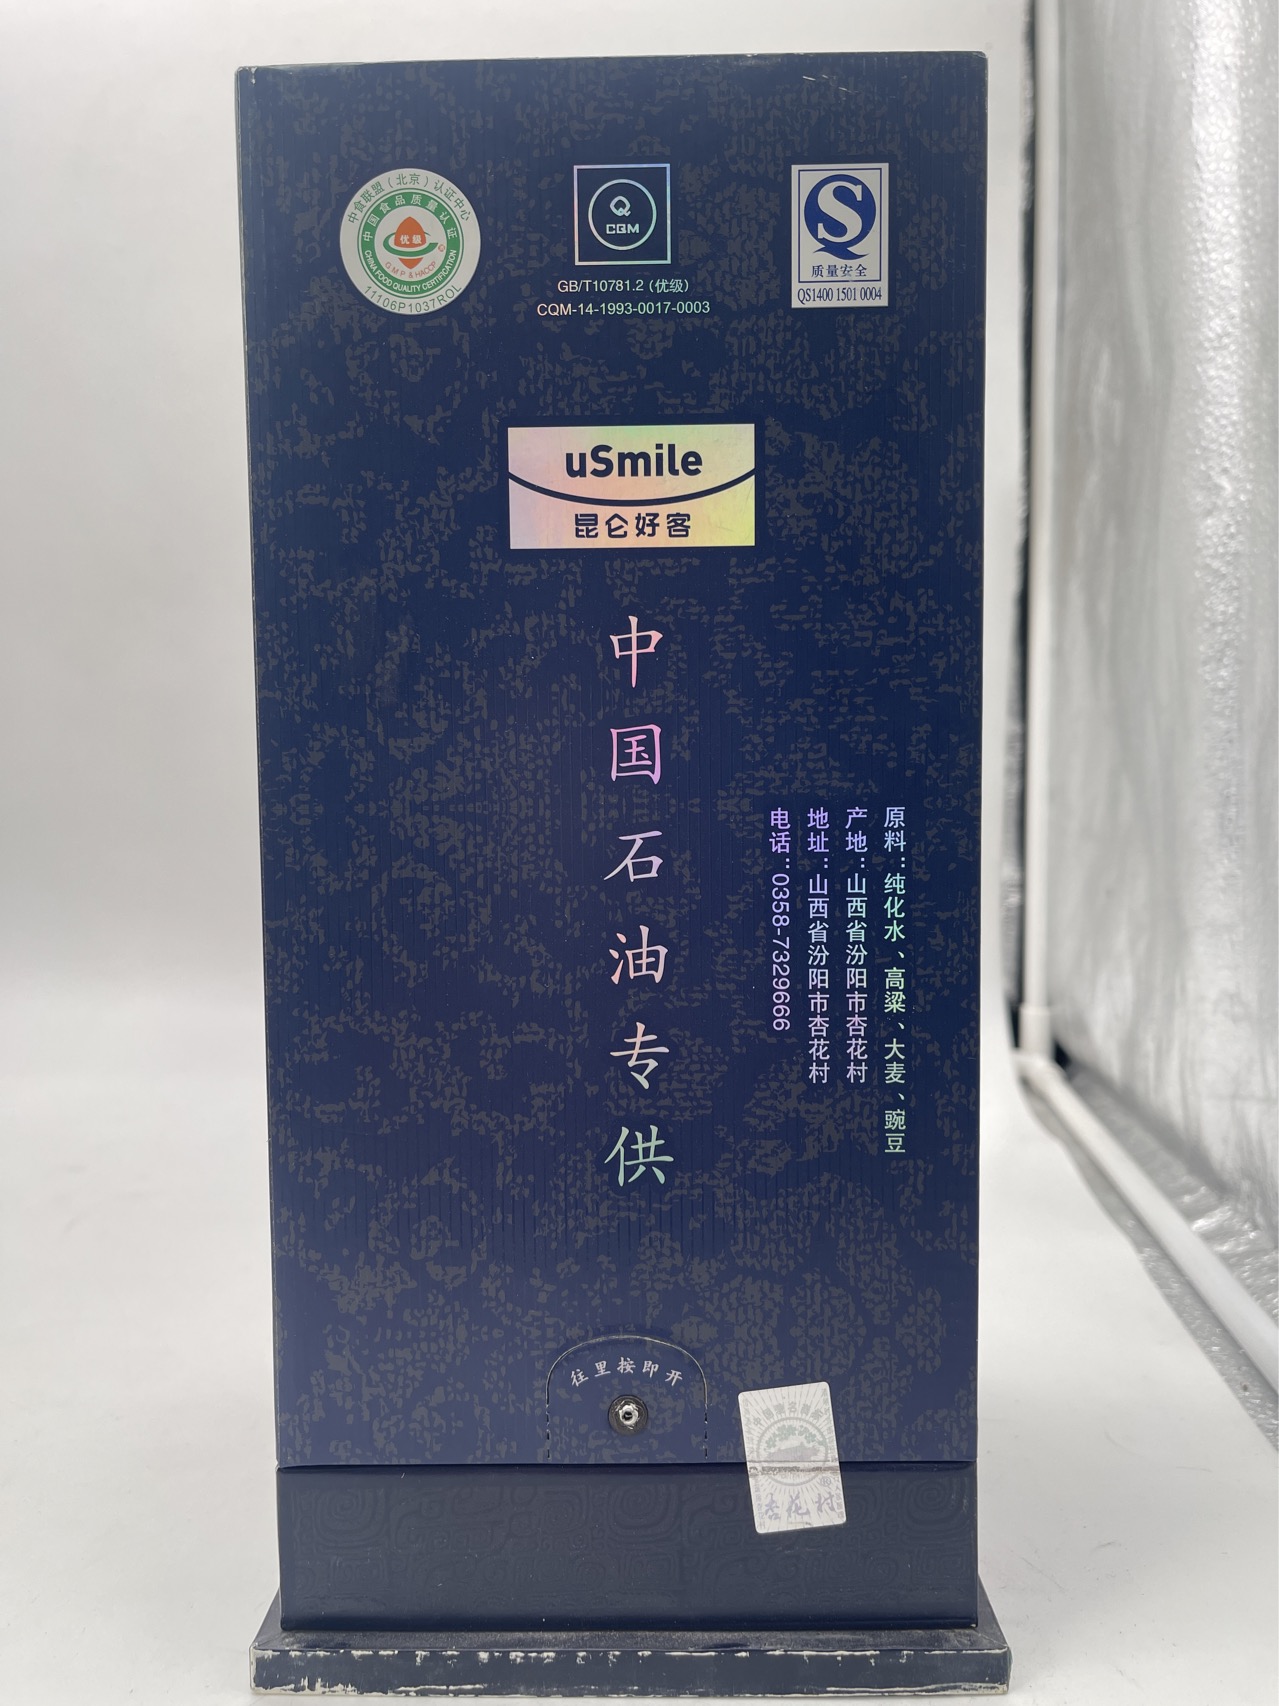 中食联盟（北京）认证中心
中国食品质量认证
优级
G.M.P & HACCP
CHINA FOOD QUALITY CERTIFICATION
11106P1037ROL
Q
CQM
GB/T10781.2 (优级)
CQM-14-1993-0017-0003
S
质量安全
QS1400 1501 0004
uSmile
昆仑好客
中国石油专供
原料：纯化水、高粱、大麦、豌豆
产地：山西省汾阳市杏花村
地址：山西省汾阳市杏花村
电话：0358-7329666
往里按即开
杏花村